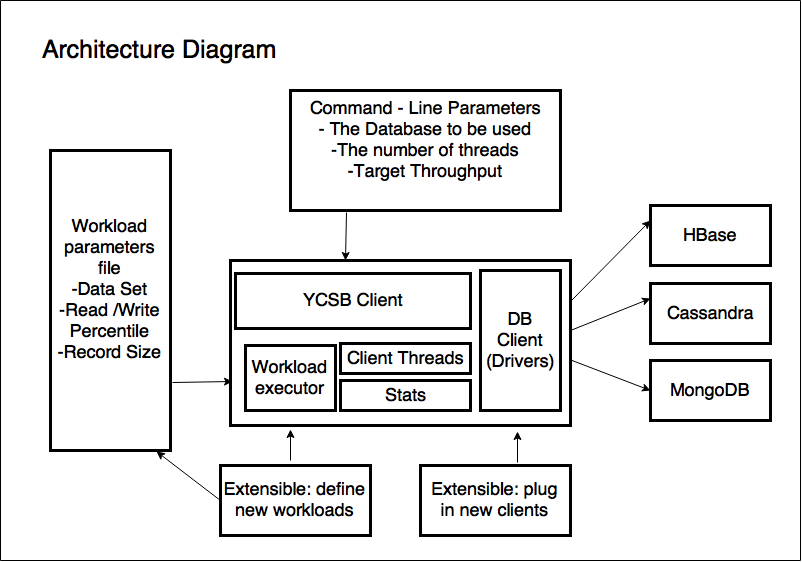 Architecture Diagram
Command - Line Parameters
- The Database to be used
-The number of threads
-Target Throughput
Workload
parameters
file
-Data Set
-Read /Write
Percentile
-Record Size
YCSB Client
Workload
executor
Client Threads
Stats
DB
Client
(Drivers)
HBase
Cassandra
MongoDB
Extensible: define
new workloads
Extensible: plug
in new clients